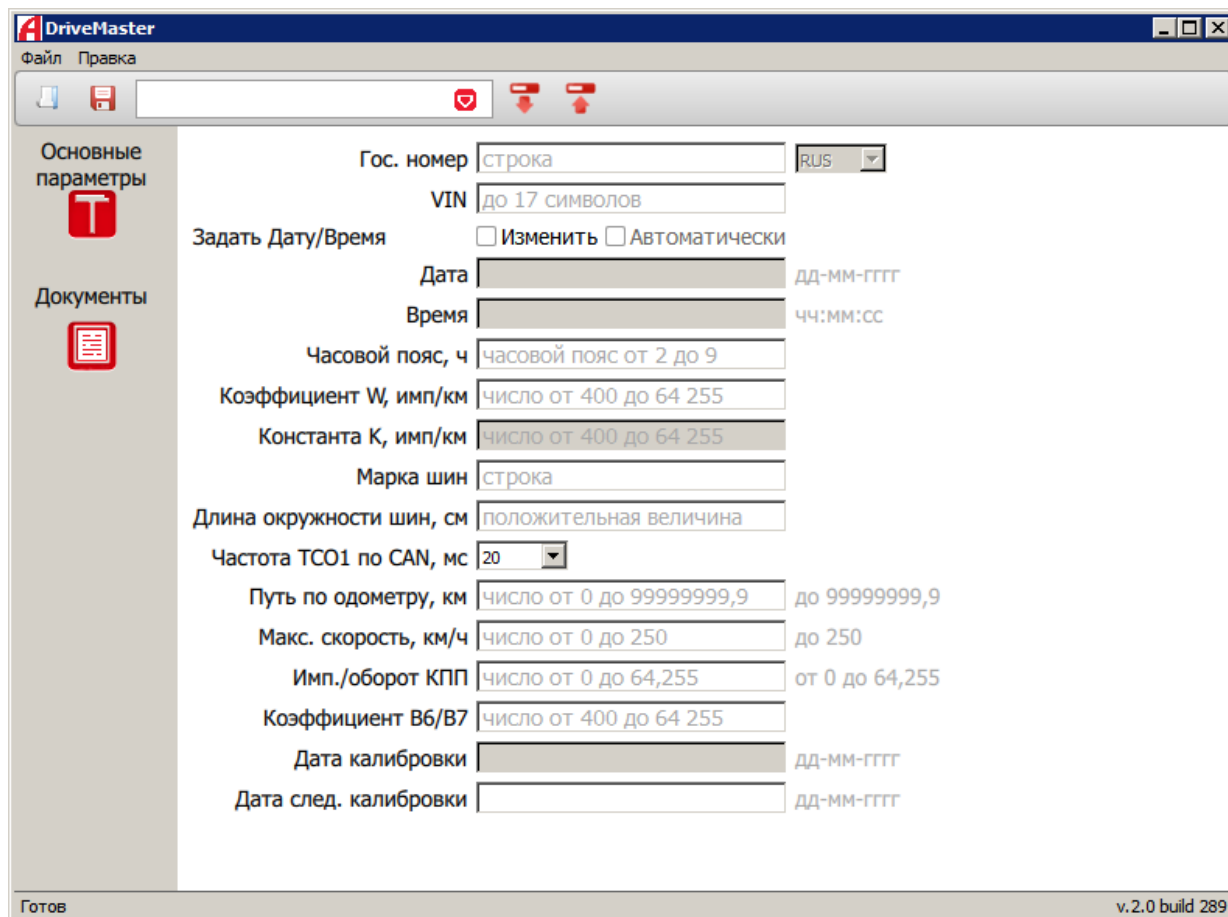 DriveMaster
Файл Правка
Основные
параметры
Документы
Гос. номер строка RUS
VIN до 17 символов
Задать Дату/Время Изменить Автоматически
Дата дд-мм-гггг
Время чч:мм:сс
Часовой пояс, ч часовой пояс от 2 до 9
Коэффициент W, имп/км число от 400 до 64 255
Константа K, имп/км число от 400 до 64 255
Марка шин строка
Длина окружности шин, см положительная величина
Частота TCO1 по CAN, мс 20
Путь по одометру, км число от 0 до 99999999,9 до 99999999,9
Макс. скорость, км/ч число от 0 до 250 до 250
Имп./оборот КПП число от 0 до 64,255 от 0 до 64,255
Коэффициент B6/B7 число от 400 до 64 255
Дата калибровки дд-мм-гггг
Дата след. калибровки дд-мм-гггг
Готов v.2.0 build 289